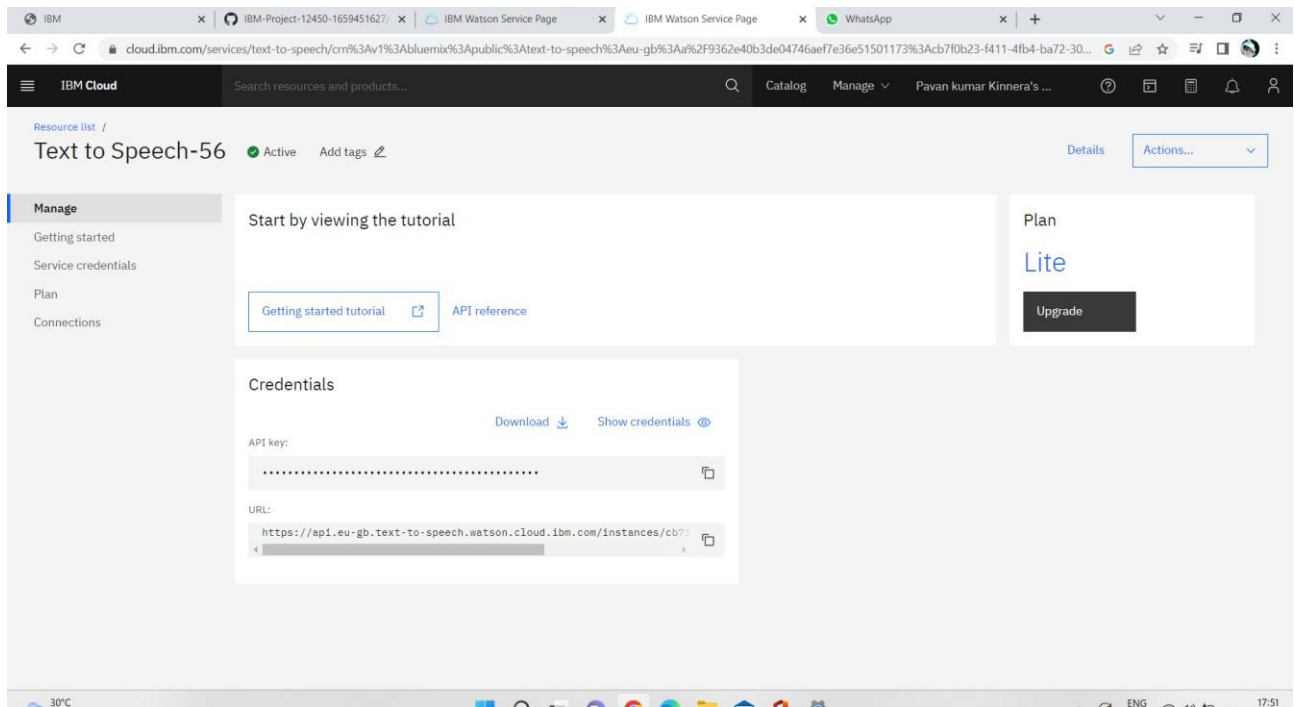 IBM
IBM-Project-12450-1659451627/
IBM Watson Service Page
IBM Watson Service Page
WhatsApp
cloud.ibm.com/services/text-to-speech/crn%3Av1%3Abluemix%3Apublic%3Atext-to-speech%3Aeu-gb%3Aa%2F9362e40b3de04746aef7e36e51501173%3Acb7f0b23-f411-4fb4-ba72-30...
IBM Cloud
Search resources and products...
Catalog
Manage
Pavan kumar Kinnera's ...
Resource list /
Text to Speech-56
Active
Add tags
Details
Actions...
Manage
Getting started
Service credentials
Plan
Connections
Start by viewing the tutorial
Getting started tutorial
API reference
Plan
Lite
Upgrade
Credentials
Download
Show credentials
API key:
URL:
https://api.eu-gb.text-to-speech.watson.cloud.ibm.com/instances/cb7
30°C
ENG
17:51